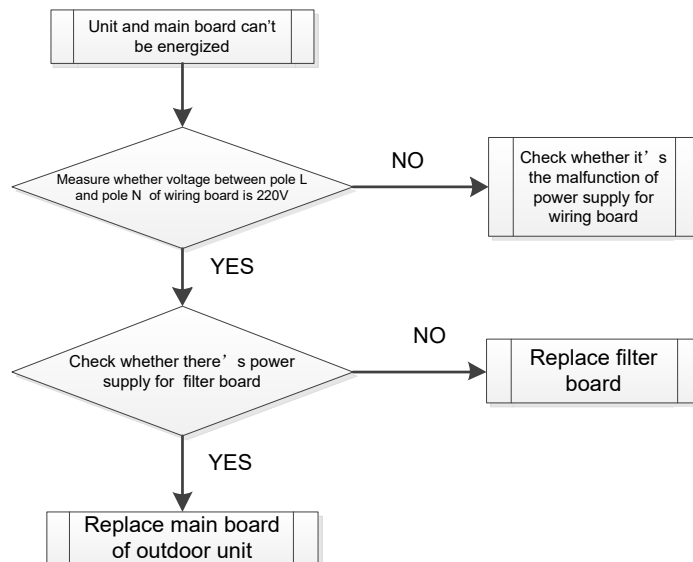 Unit and main board can't
be energized
Measure whether voltage between pole L
and pole N of wiring board is 220V
NO
Check whether it's
the malfunction of
power supply for
wiring board
YES
Check whether there's power
supply for filter board
NO
Replace filter
board
YES
Replace main board
of outdoor unit